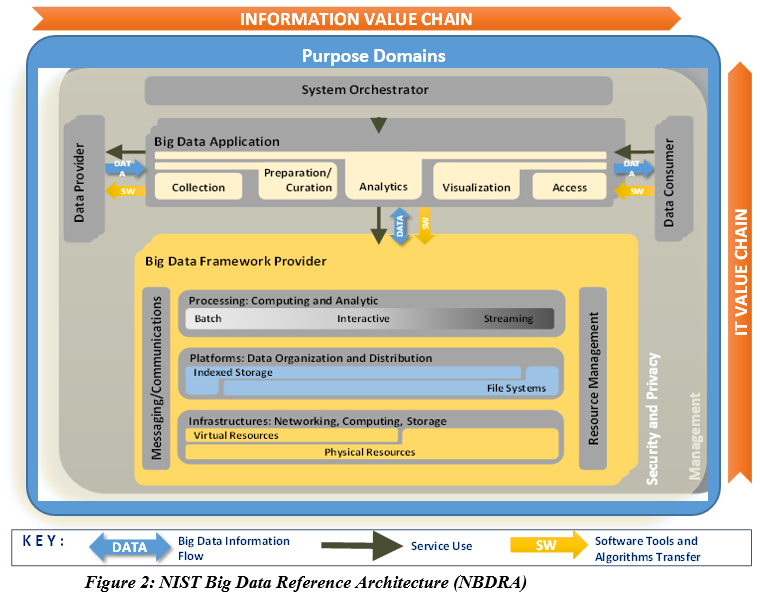 INFORMATION VALUE CHAIN
Purpose Domains
System Orchestrator
Big Data Application
Data Provider
DAT
A
SW
Collection
Preparation/
Curation
Analytics
Visualization
Access
DAT
A
SW
Data Consumer
DATA
SW
Big Data Framework Provider
Messaging/Communications
Processing: Computing and Analytic
Batch
Interactive
Streaming
Platforms: Data Organization and Distribution
Indexed Storage
File Systems
Infrastructures: Networking, Computing, Storage
Virtual Resources
Physical Resources
Resource Management
Security and Privacy
Management
IT VALUE CHAIN
KEY:
DATA
Big Data Information
Flow
Service Use
SW
Software Tools and
Algorithms Transfer
Figure 2: NIST Big Data Reference Architecture (NBDRA)